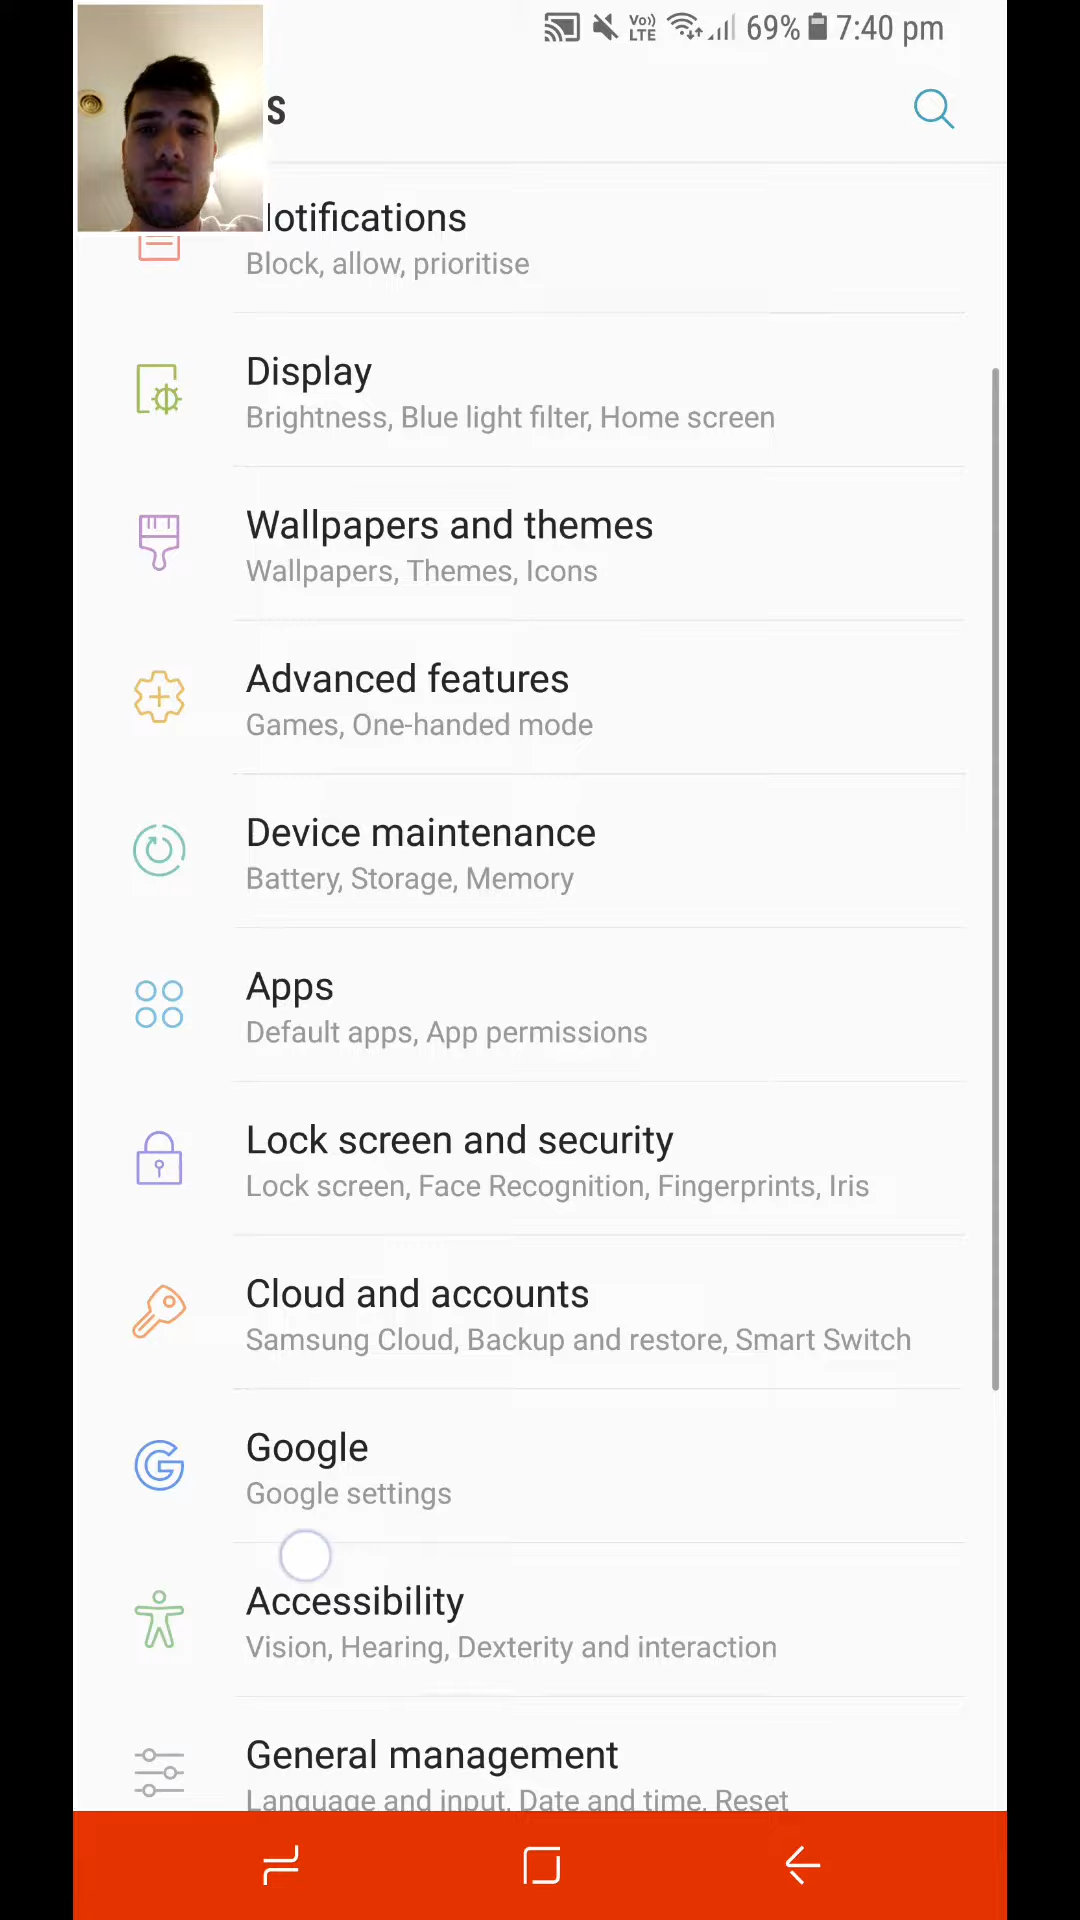 Vo))
LTE
69% 7:40 pm
s
otifications
Block, allow, prioritise
Display
Brightness, Blue light filter, Home screen
Wallpapers and themes
Wallpapers, Themes, Icons
Advanced features
Games, One-handed mode
Device maintenance
Battery, Storage, Memory
Apps
Default apps, App permissions
Lock screen and security
Lock screen, Face Recognition, Fingerprints, Iris
Cloud and accounts
Samsung Cloud, Backup and restore, Smart Switch
Google
Google settings
Accessibility
Vision, Hearing, Dexterity and interaction
General management
Language and input, Date and time, Reset